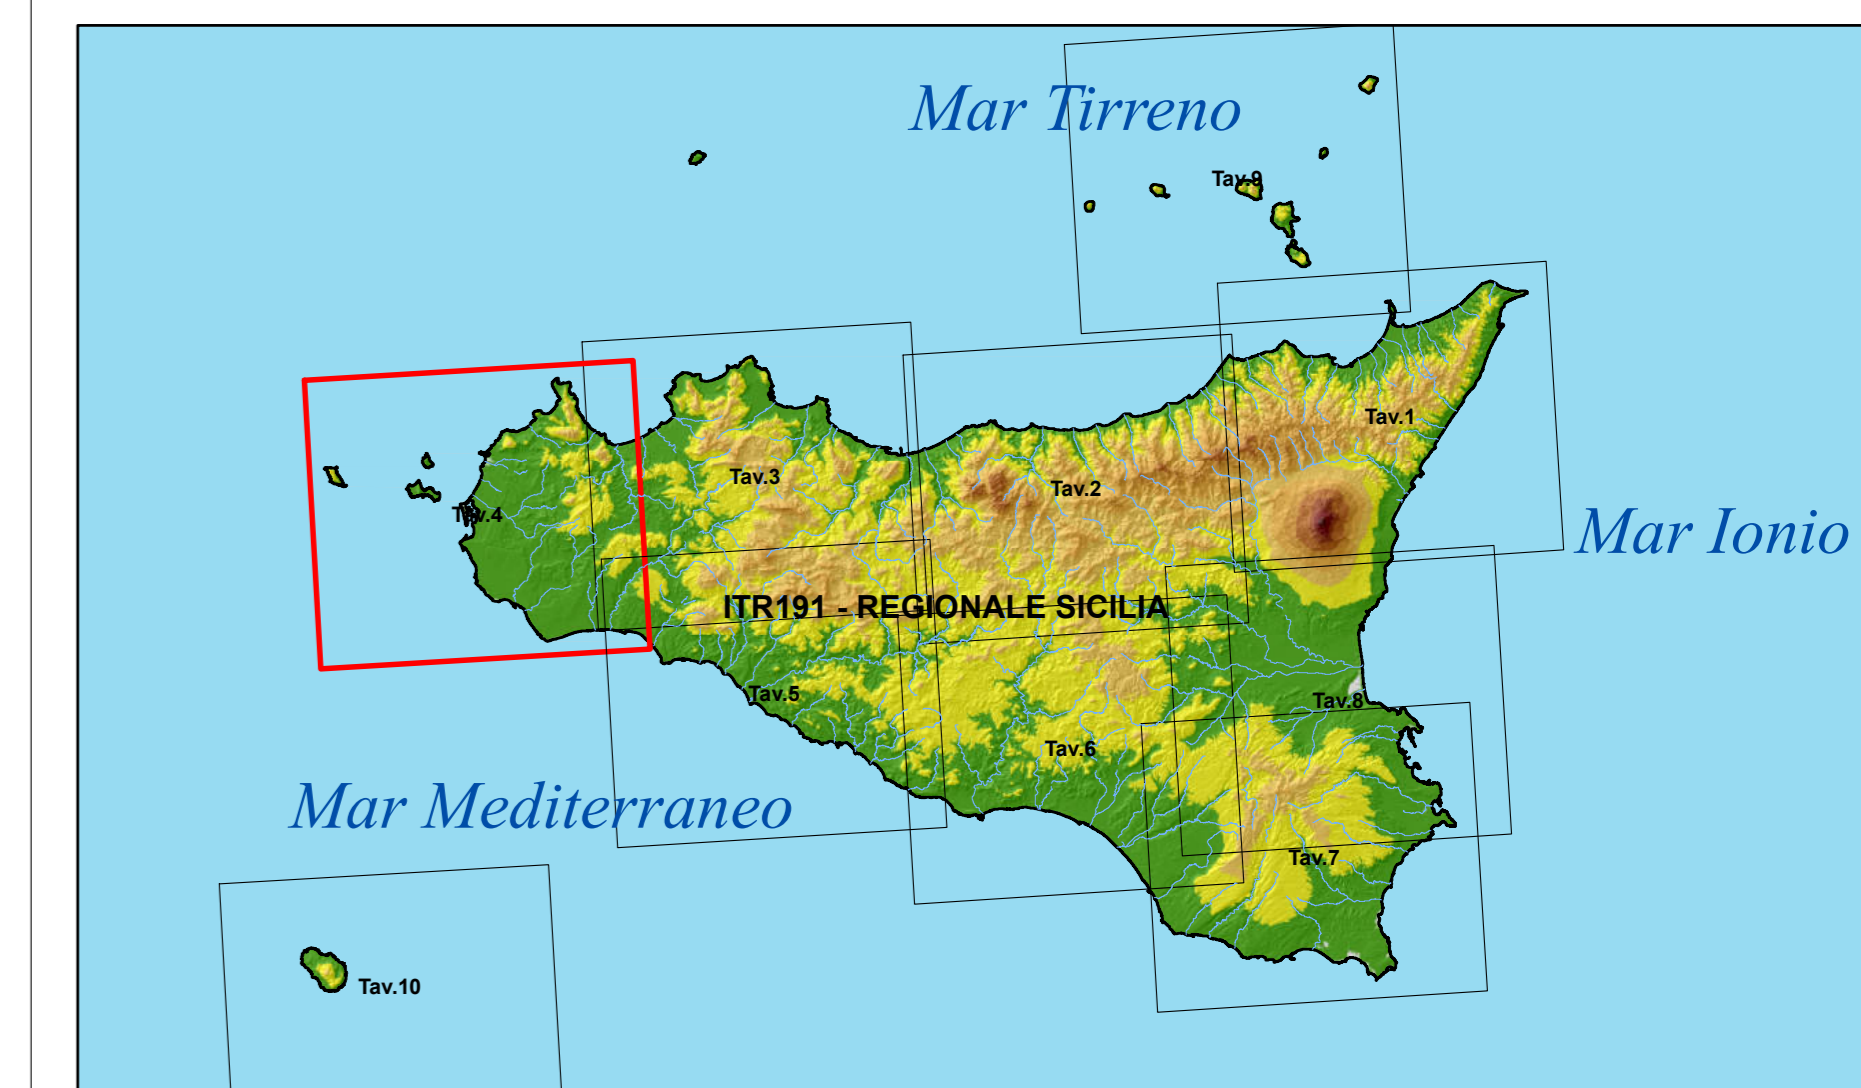 Mar Tirreno
Tav.9
Tav.1
Tav.3
Tav.2
Tav.4
Mar Ionio
ITR191 - REGIONALE SICILIA
Tav.5
Tav.8
Tav.6
Mar Mediterraneo
Tav.7
Tav.10